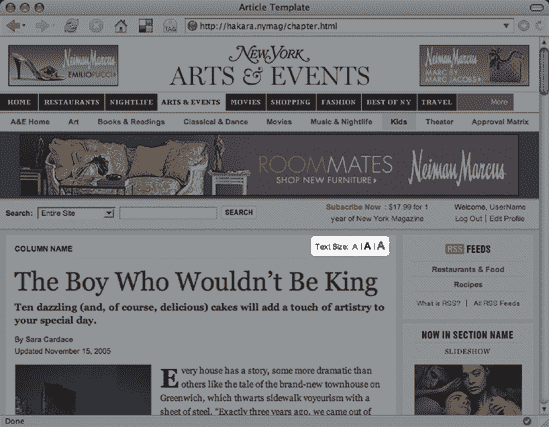 Article Template
http://hakara.nymag/chapter.html
Neiman Marcus
EMILIO PUCCI
NEW YORK
ARTS & EVENTS
Neiman Marcus
MARC BY
MARC JACOBS
HOME RESTAURANTS NIGHTLIFE ARTS & EVENTS MOVIES SHOPPING FASHION BEST OF NY TRAVEL More
A&E Home Art Books & Readings Classical & Dance Movies Music & Nightlife Kids Theater Approval Matrix
ROOMMATES
SHOP NEW FURNITURE
Neiman Marcus
Search: Entire Site SEARCH
Subscribe Now : $17.99 for 1
year of New York Magazine
Welcome, UserName
Log Out | Edit Profile
COLUMN NAME
Text Size: A | A | A
The Boy Who Wouldn't Be King
Ten dazzling (and, of course, delicious) cakes will add a touch of artistry to
your special day.
By Sara Cardace
Updated November 15, 2005
Every house has a story, some more dramatic than
others like the tale of the brand-new townhouse on
Greenwich, which thwarts sidewalk voyeurism with a
sheet of steel. "Exactly three years ago, we came out of
RSS FEEDS
Restaurants & Food
Recipes
What is RSS? | All RSS Feeds
NOW IN SECTION NAME
SLIDESHOW
Done